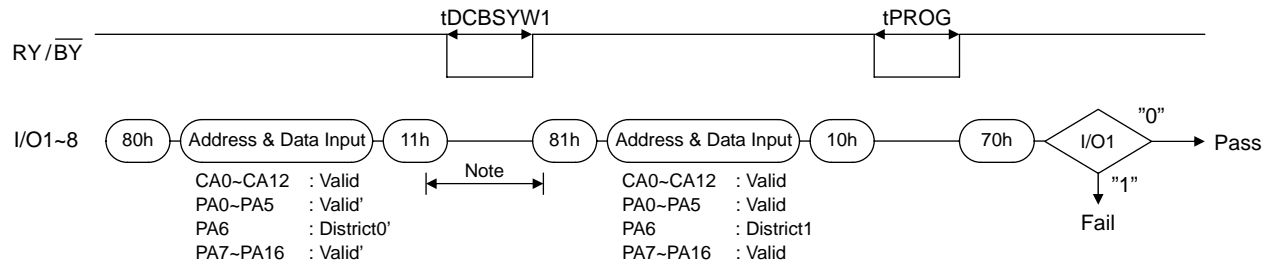 tDCBSYW1 tPROG
RY/BY
I/O1~8 80h Address & Data Input 11h 81h Address & Data Input 10h 70h I/O1 "0" Pass
Note "1"
Fail
CA0~CA12 : Valid
PA0~PA5 : Valid'
PA6 : District0'
PA7~PA16 : Valid'
CA0~CA12 : Valid
PA0~PA5 : Valid
PA6 : District1
PA7~PA16 : Valid